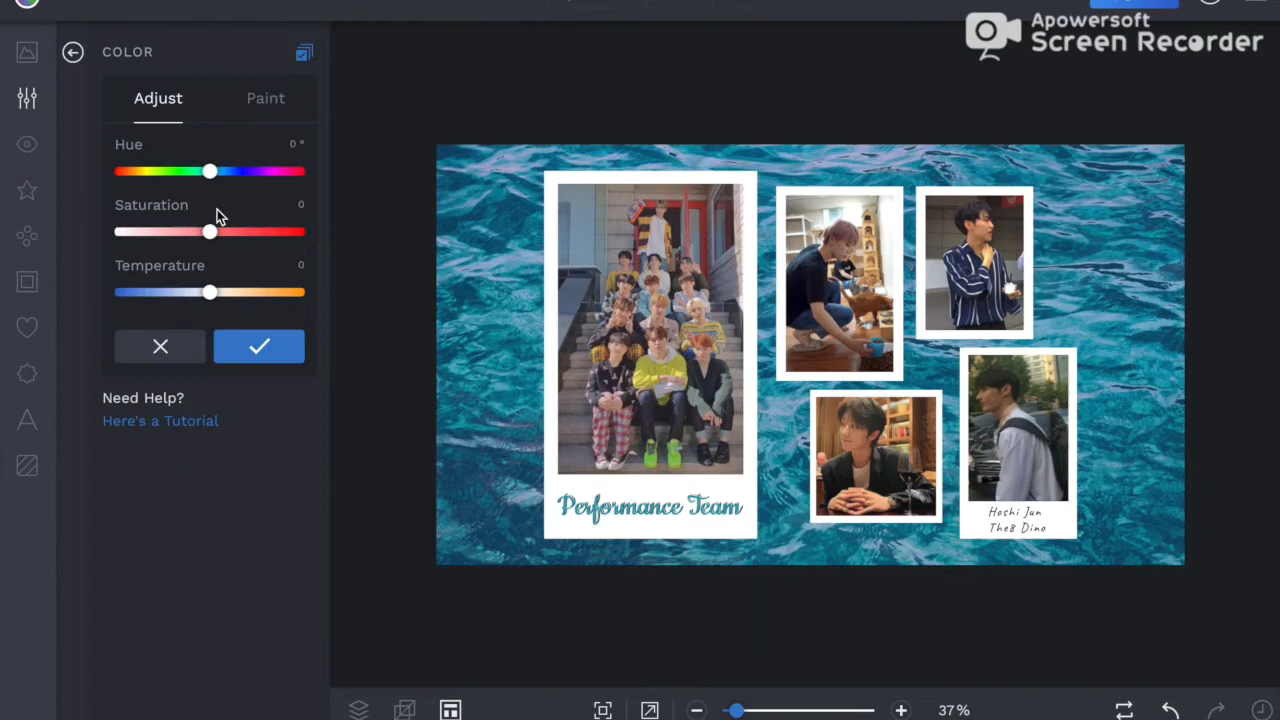 Apowersoft
Screen Recorder
COLOR
Adjust
Paint
Hue
0 °
Saturation
0
Temperature
0
Need Help?
Here's a Tutorial
Performance Team
Hoshi Jun
The8 Dino
37 %